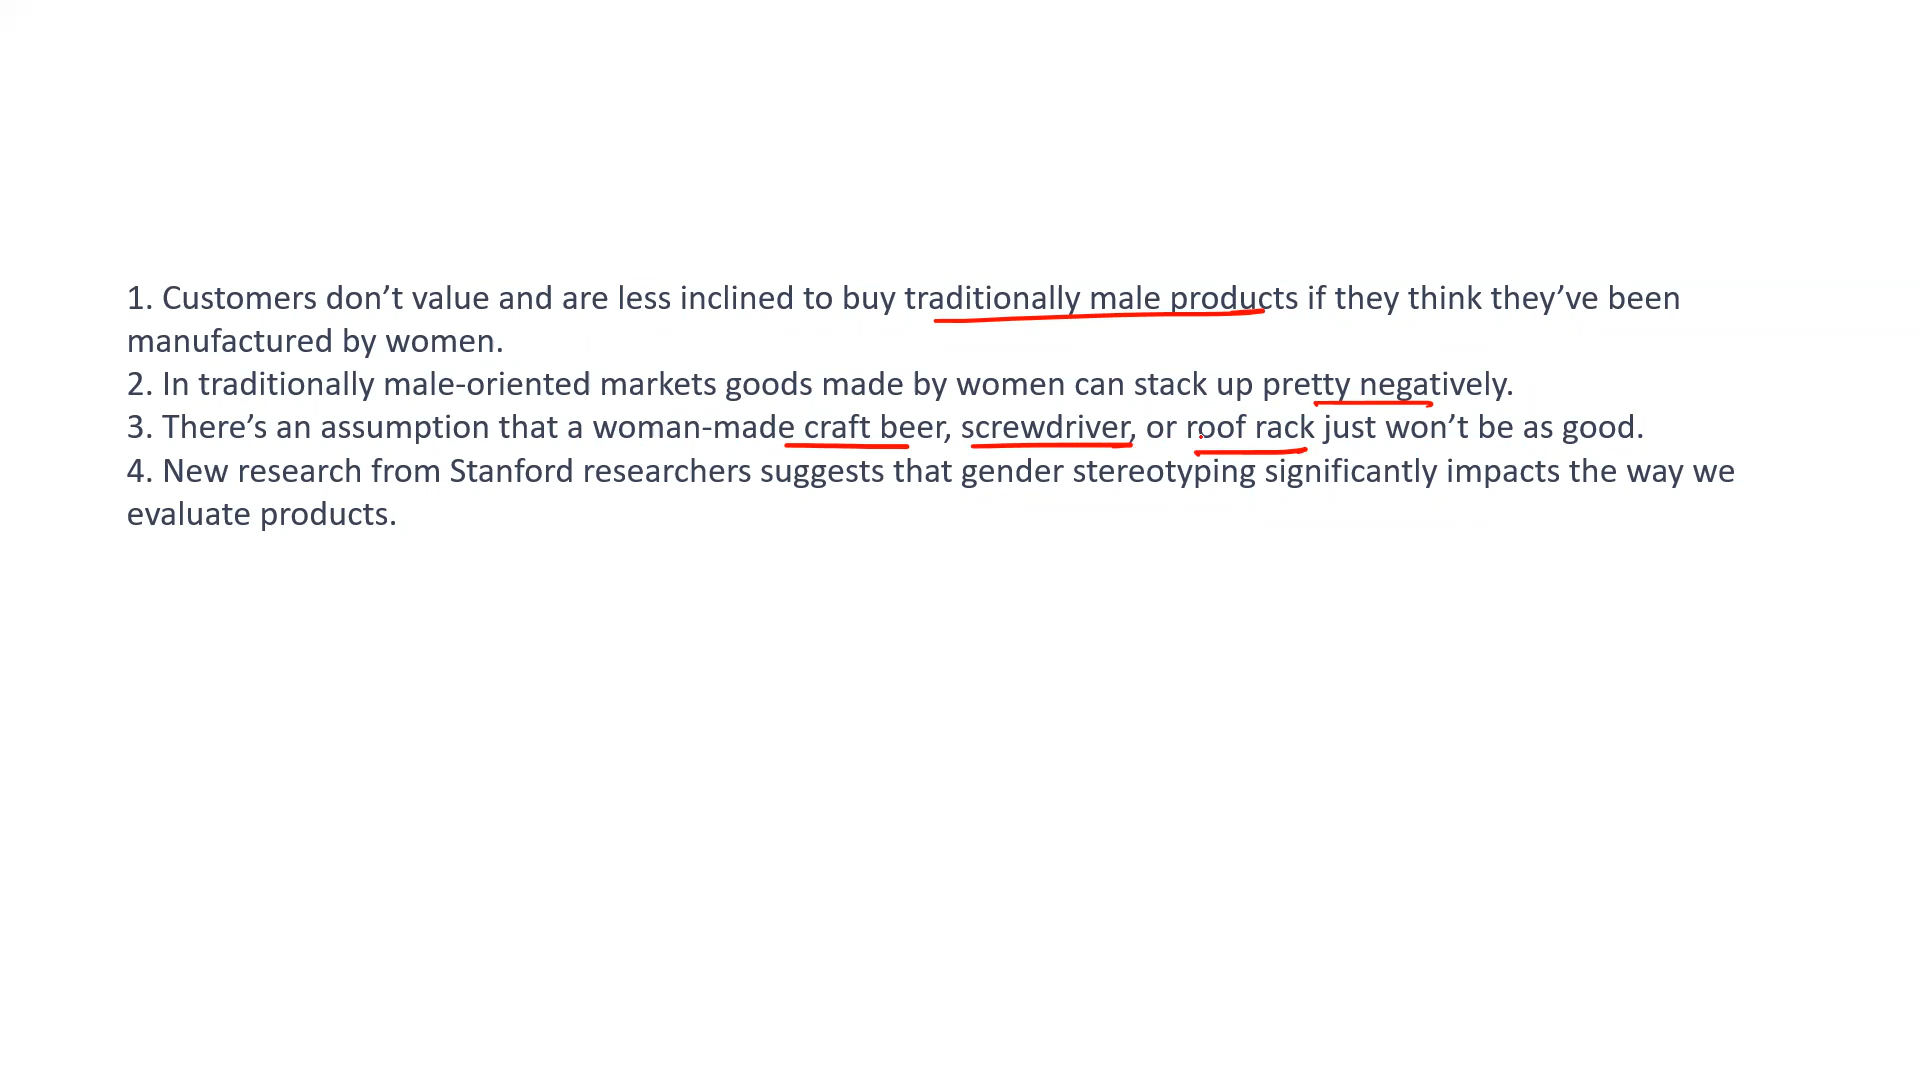 1. Customers don’t value and are less inclined to buy traditionally male products if they think they’ve been
manufactured by women.
2. In traditionally male-oriented markets goods made by women can stack up pretty negatively.
3. There’s an assumption that a woman-made craft beer, screwdriver, or roof rack just won’t be as good.
4. New research from Stanford researchers suggests that gender stereotyping significantly impacts the way we
evaluate products.